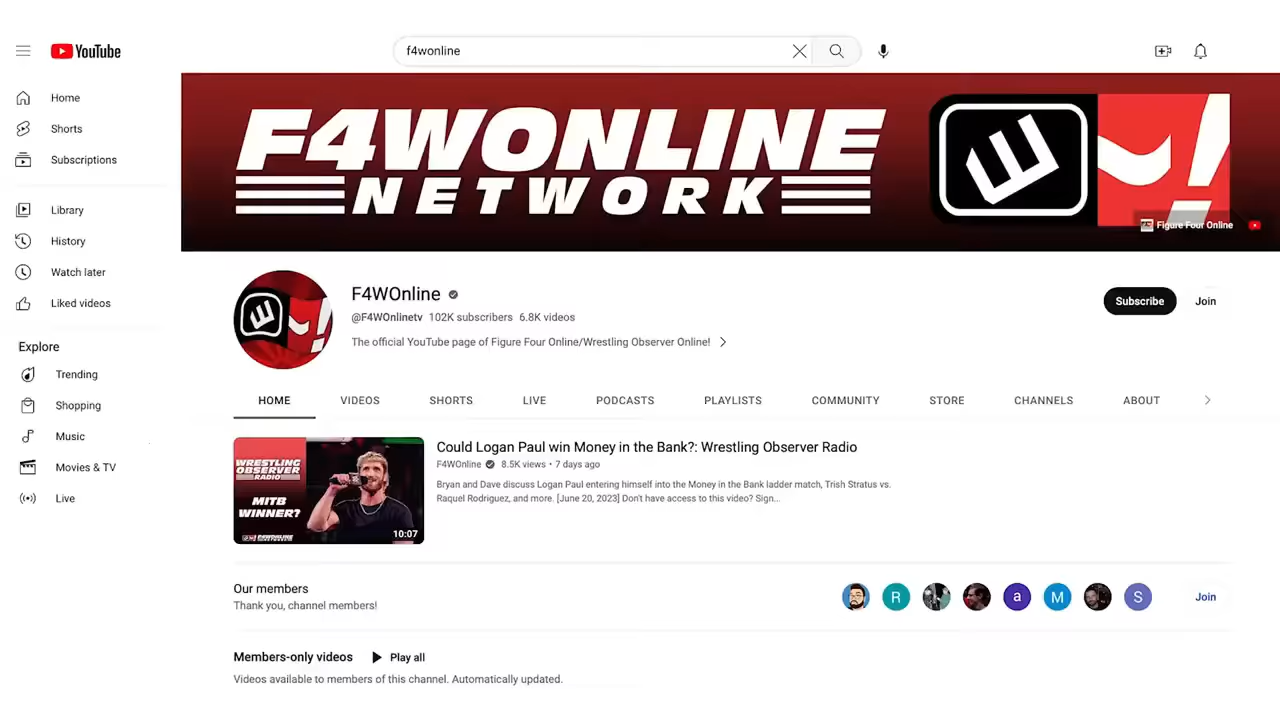 YouTube
f4wonline
Home
Shorts
Subscriptions
Library
History
Watch later
Liked videos
Explore
Trending
Shopping
Music
Movies & TV
Live
F4WONLINE
NETWORK
Figure Four Online
F4WOnline
@F4WOnlinetv 102K subscribers 6.8K videos
The official YouTube page of Figure Four Online/Wrestling Observer Online!
Subscribe
Join
HOME VIDEOS SHORTS LIVE PODCASTS PLAYLISTS COMMUNITY STORE CHANNELS ABOUT
WRESTLING
OBSERVER
RADIO
MITB
WINNER?
F4WONLINE
10:07
Could Logan Paul win Money in the Bank?: Wrestling Observer Radio
F4WOnline 8.5K views • 7 days ago
Bryan and Dave discuss Logan Paul entering himself into the Money in the Bank ladder match, Trish Stratus vs.
Raquel Rodriguez, and more. [June 20, 2023] Don't have access to this video? Sign...
Our members
Thank you, channel members!
R a M S
Join
Members-only videos Play all
Videos available to members of this channel. Automatically updated.